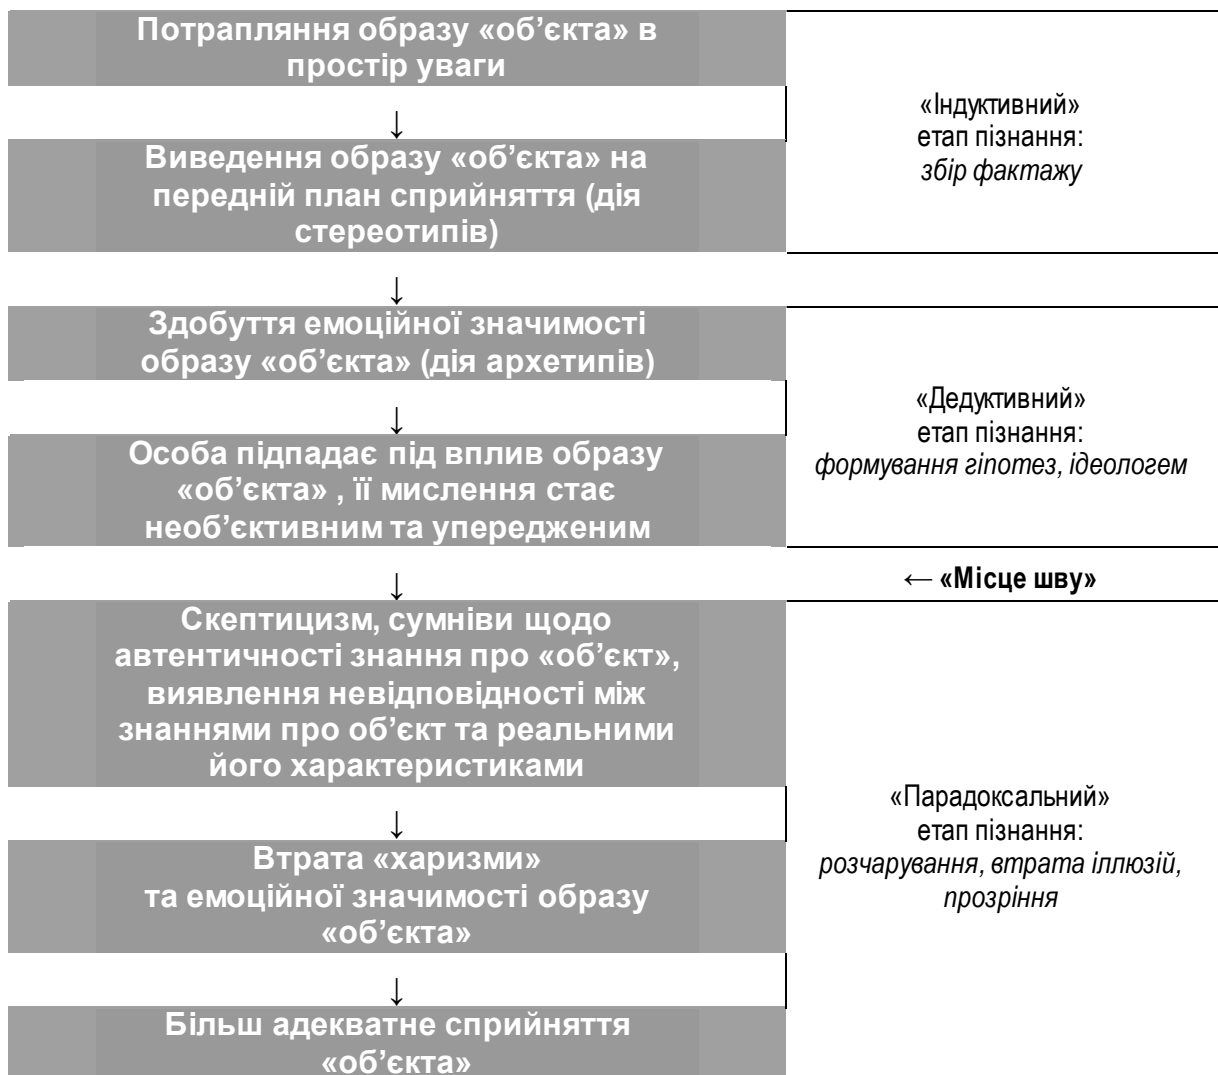 Потрапляння образу «об’єкта» в
простір уваги
↓
Виведення образу «об’єкта» на
передній план сприйняття (дія
стереотипів)
«Індуктивний»
етап пізнання:
збір фактажу
↓
Здобуття емоційної значимості
образу «об’єкта» (дія архетипів)
↓
Особа підпадає під вплив образу
«об’єкта» , її мислення стає
необ’єктивним та упередженим
«Дедуктивний»
етап пізнання:
формування гіпотез, ідеологем
↓
← «Місце шву»
Скептицизм, сумніви щодо
автентичності знання про «об’єкт»,
виявлення невідповідності між
знаннями про об’єкт та реальними
його характеристиками
↓
Втрата «харизми»
та емоційної значимості образу
«об’єкта»
↓
Більш адекватне сприйняття
«об’єкта»
«Парадоксальний»
етап пізнання:
розчарування, втрата іллюзій,
прозріння